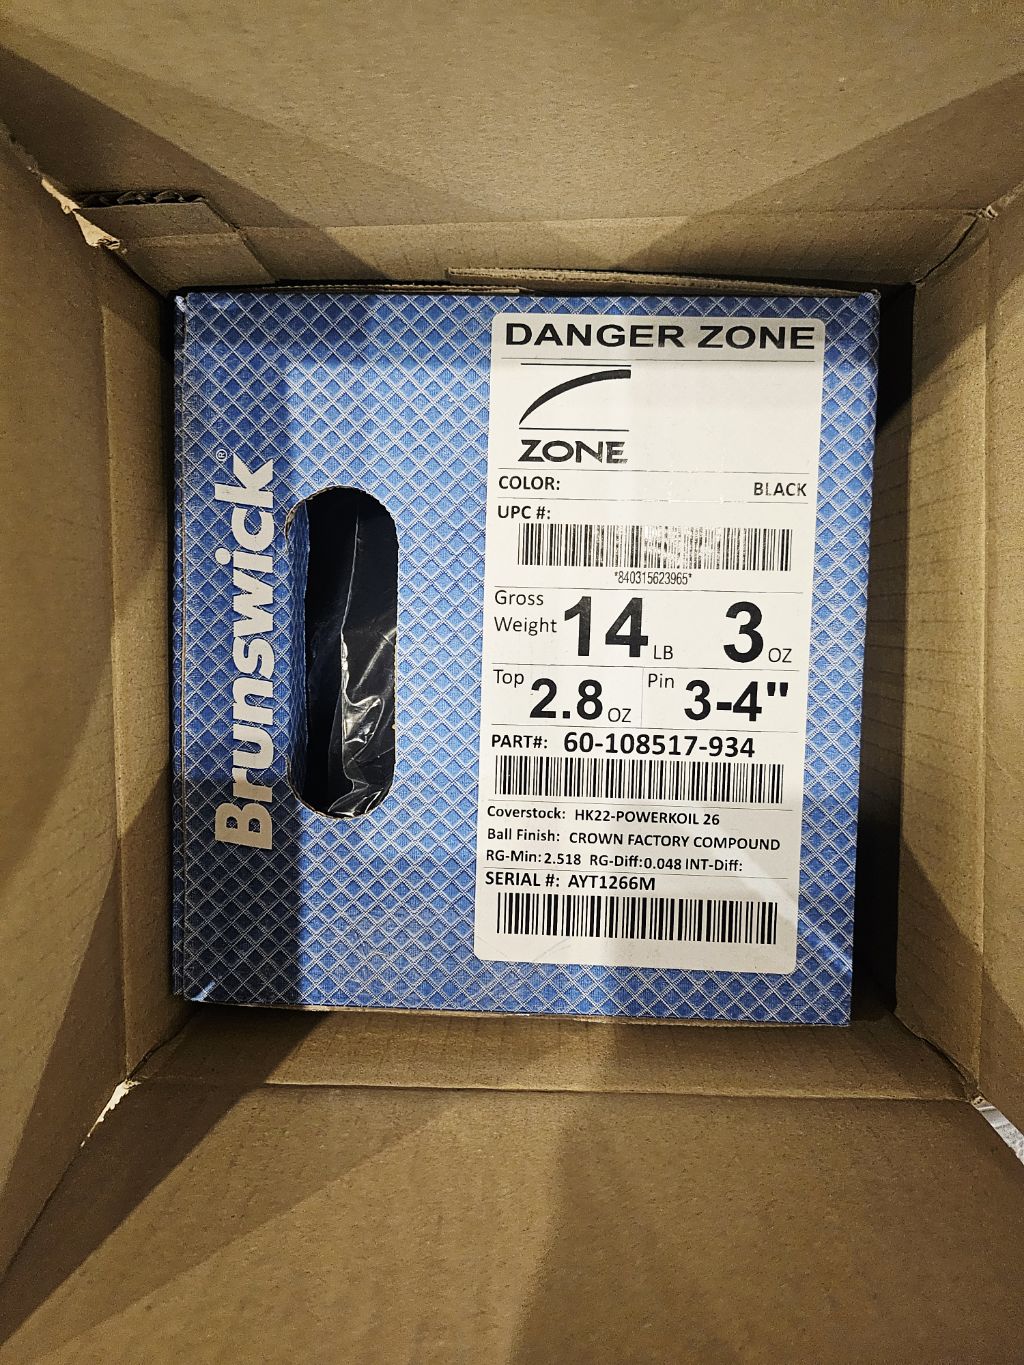 Brunswick®
DANGER ZONE
ZONE
COLOR: BLACK
UPC #:
*840315623965*
Gross Weight 14 LB 3 OZ
Top 2.8 OZ Pin 3-4"
PART#: 60-108517-934
Coverstock: HK22-POWERKOIL 26
Ball Finish: CROWN FACTORY COMPOUND
RG-Min: 2.518 RG-Diff: 0.048 INT-Diff:
SERIAL #: AYT1266M